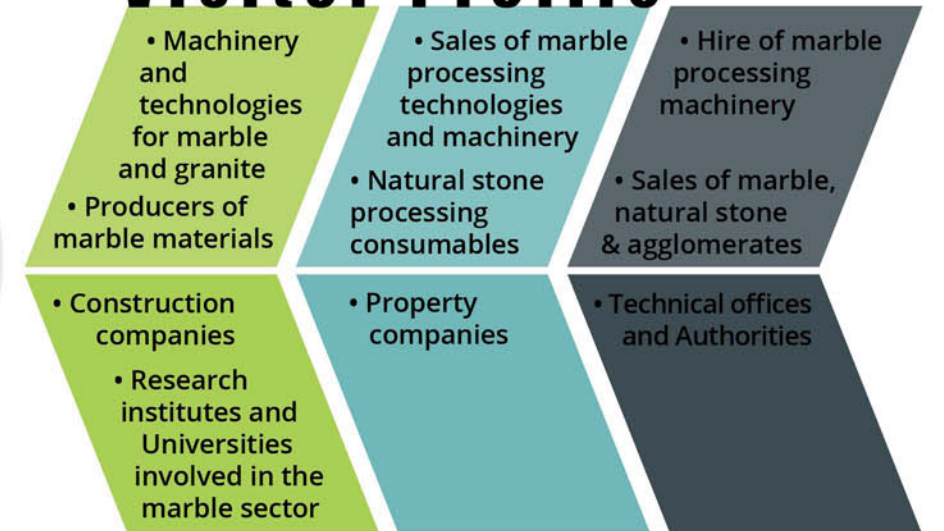 Visitor Profile
• Machinery
and
technologies
for marble
and granite
• Producers of
marble materials
• Sales of marble
processing
technologies
and machinery
• Natural stone
processing
consumables
• Hire of marble
processing
machinery
• Sales of marble,
natural stone
& agglomerates
• Construction
companies
• Research
institutes and
Universities
involved in the
marble sector
• Property
companies
• Technical offices
and Authorities